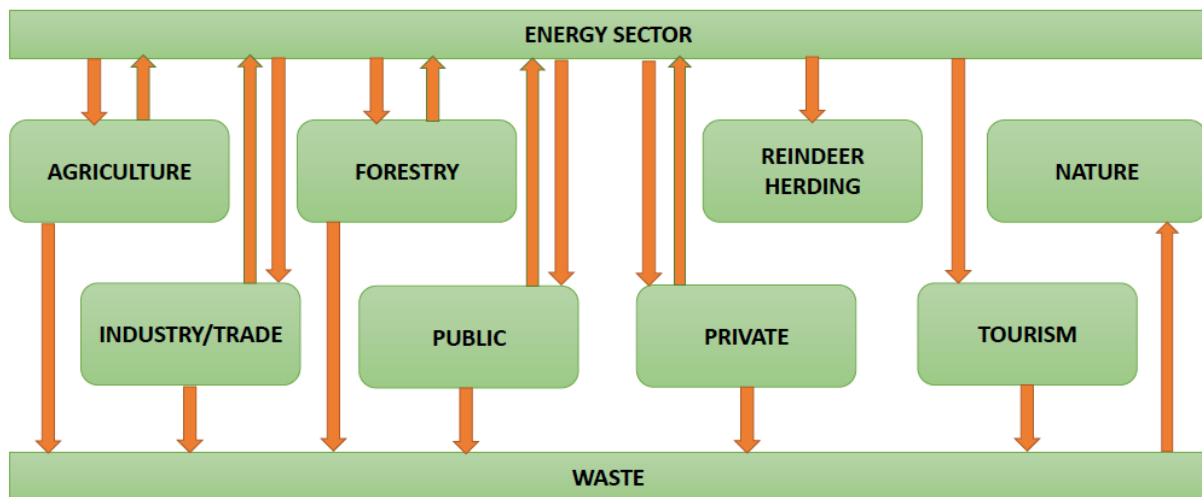 ENERGY SECTOR
AGRICULTURE
FORESTRY
REINDEER
HERDING
NATURE
INDUSTRY/TRADE
PUBLIC
PRIVATE
TOURISM
WASTE